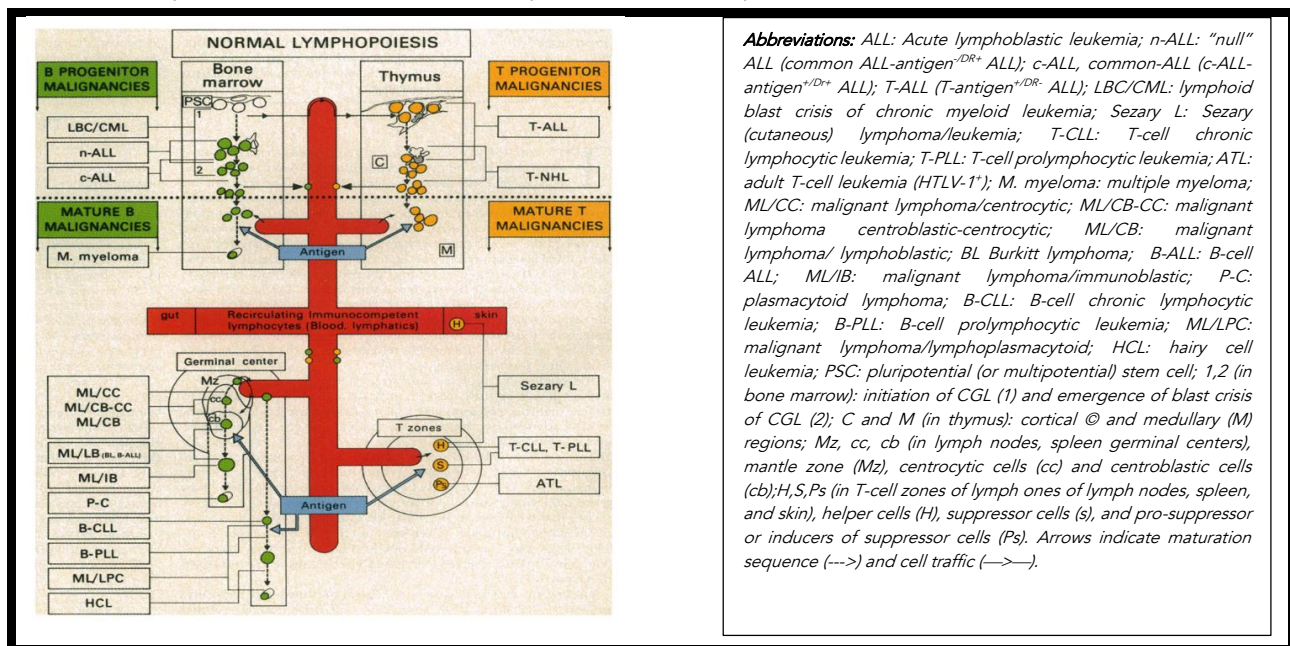 NORMAL LYMPHOPOIESIS
B PROGENITOR
MALIGNANCIES
Bone
marrow
Thymus
T PROGENITOR
MALIGNANCIES
PSC
1
LBC/CML
n-ALL
c-ALL
2
C
T-ALL
T-NHL
MATURE B
MALIGNANCIES
MATURE T
MALIGNANCIES
M. myeloma
Antigen
M
gut
Recirculating Immunocompetent
lymphocytes (Blood, lymphatics)
skin
H
Germinal center
Mz
cc
cb
ML/CC
ML/CB-CC
ML/CB
ML/LB (BL, B-ALL)
ML/IB
P-C
B-CLL
B-PLL
ML/LPC
HCL
Sezary L
T zones
H
S
Ps
T-CLL, T-PLL
ATL
Antigen
Abbreviations: ALL: Acute lymphoblastic leukemia; n-ALL: "null"
ALL (common ALL-antigen-/DR+ ALL); c-ALL, common-ALL (c-ALL-
antigen+/Dr+ ALL); T-ALL (T-antigen+/DR- ALL); LBC/CML: lymphoid
blast crisis of chronic myeloid leukemia; Sezary L: Sezary
(cutaneous) lymphoma/leukemia; T-CLL: T-cell chronic
lymphocytic leukemia; T-PLL: T-cell prolymphocytic leukemia; ATL:
adult T-cell leukemia (HTLV-1+); M. myeloma: multiple myeloma;
ML/CC: malignant lymphoma/centrocytic; ML/CB-CC: malignant
lymphoma centroblastic-centrocytic; ML/CB: malignant
lymphoma/ lymphoblastic; BL Burkitt lymphoma; B-ALL: B-cell
ALL; ML/IB: malignant lymphoma/immunoblastic; P-C:
plasmacytoid lymphoma; B-CLL: B-cell chronic lymphocytic
leukemia; B-PLL: B-cell prolymphocytic leukemia; ML/LPC:
malignant lymphoma/lymphoplasmacytoid; HCL: hairy cell
leukemia; PSC: pluripotential (or multipotential) stem cell; 1,2 (in
bone marrow): initiation of CGL (1) and emergence of blast crisis
of CGL (2); C and M (in thymus): cortical © and medullary (M)
regions; Mz, cc, cb (in lymph nodes, spleen germinal centers),
mantle zone (Mz), centrocytic cells (cc) and centroblastic cells
(cb);H,S,Ps (in T-cell zones of lymph ones of lymph nodes, spleen,
and skin), helper cells (H), suppressor cells (s), and pro-suppressor
or inducers of suppressor cells (Ps). Arrows indicate maturation
sequence (--->) and cell traffic (—>—).